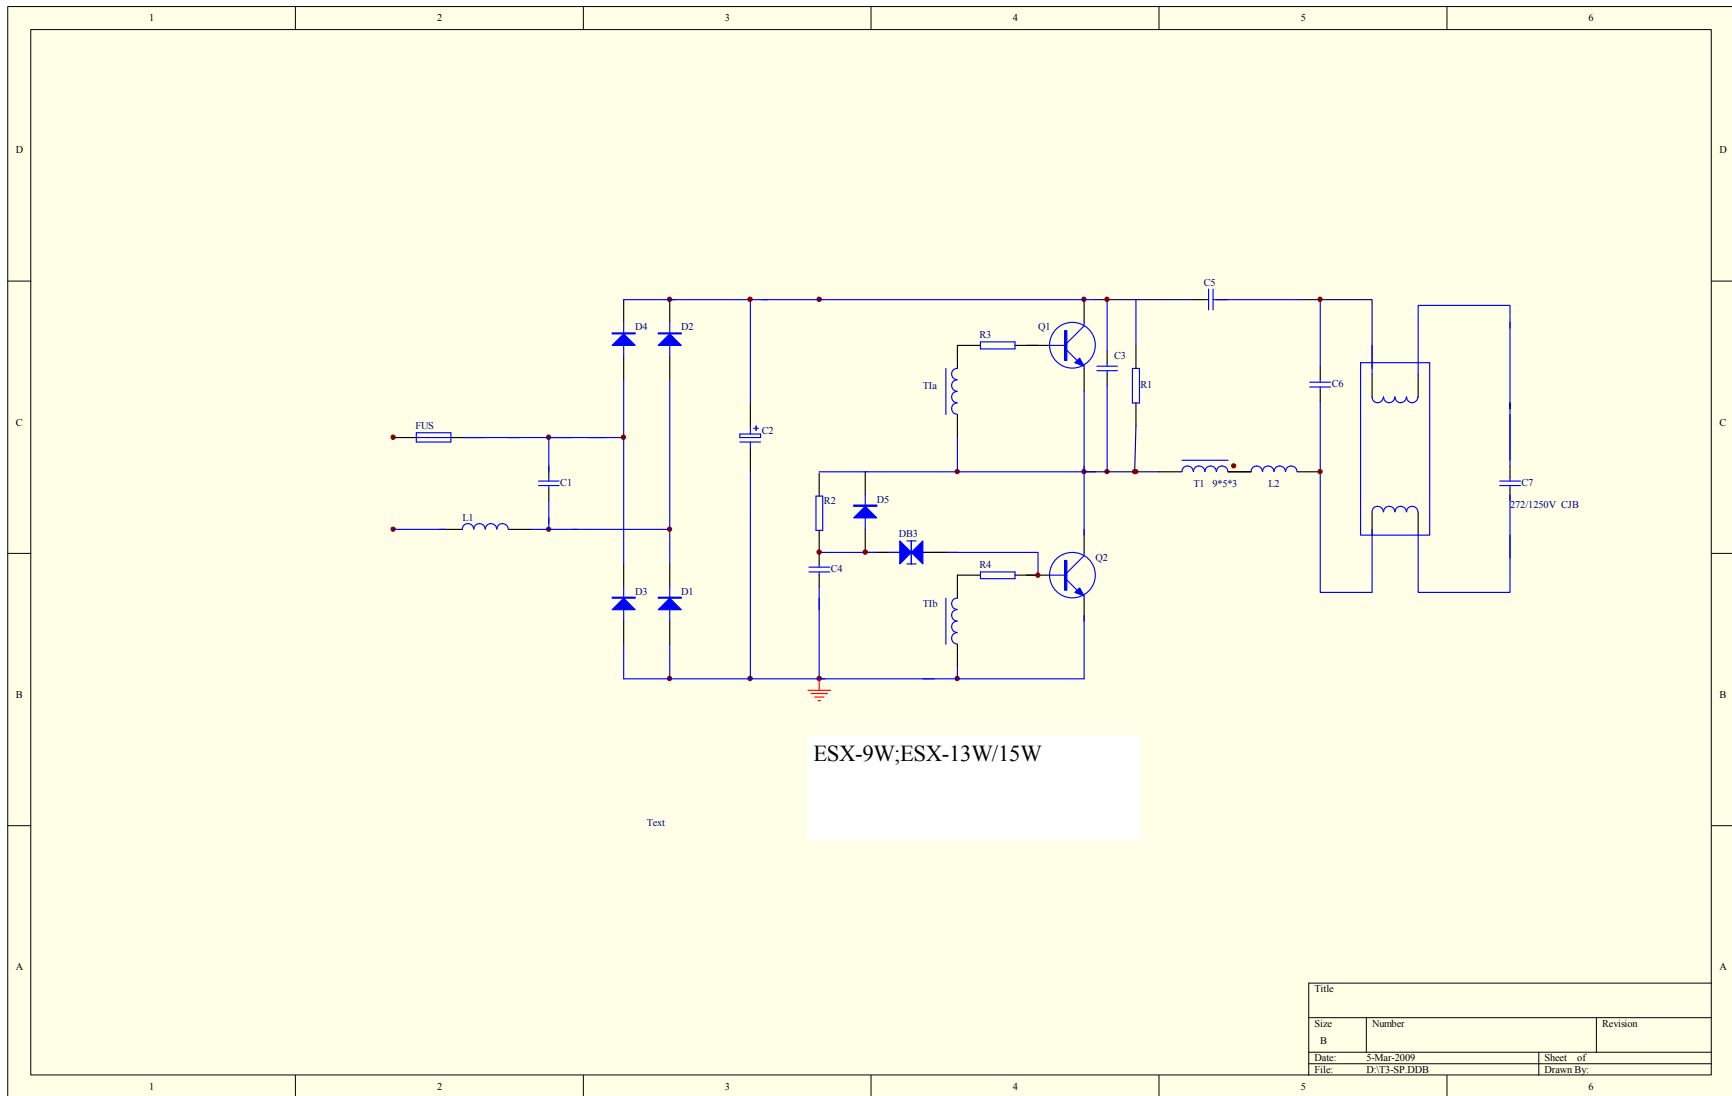 1 2 3 4 5 6
D D
C5
D4 D2
Q1
R3
C3
TIa
R1
C6
C C
FUS
C2
C1
T1 9*5*3 L2
C7
R2 D5
272/1250V CJB
L1
DB3
Q2
C4
R4
D3 D1
TIb
B B
ESX-9W;ESX-13W/15W
Text
A A
Title
Size Number Revision
B
Date: 5-Mar-2009 Sheet of
File: D:\T3-SP.DDB Drawn By:
1 2 3 4 5 6